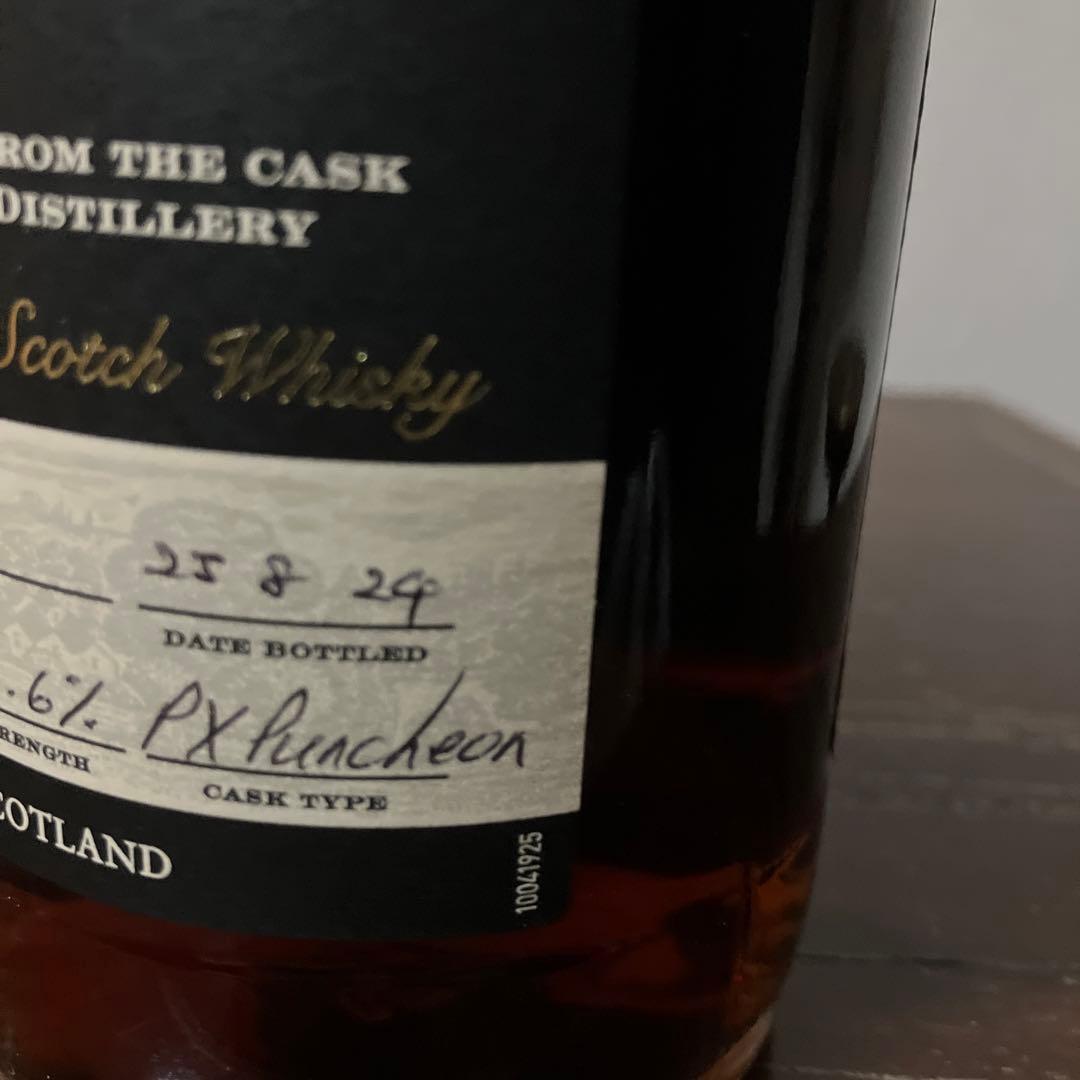 ROM THE CASK
DISTILLERY
Scotch Whisky
25 8 24
DATE BOTTLED
.6% PX Puncheon
RENGTH CASK TYPE
COTLAND
10041925